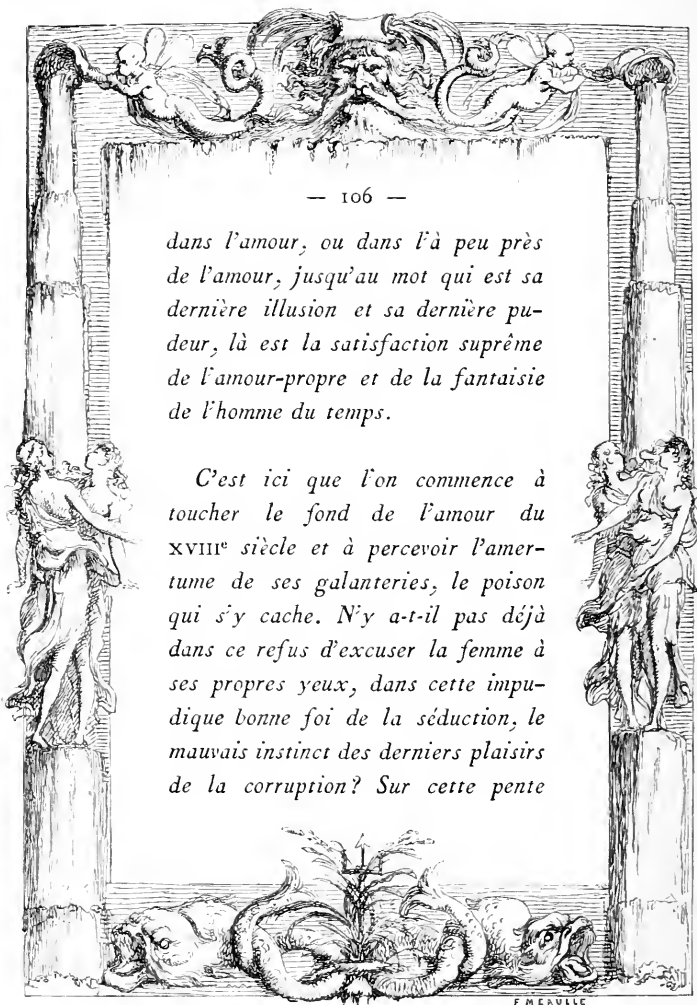 — 106 —
dans l'amour, ou dans l'à peu près
de l'amour, jusqu'au mot qui est sa
dernière illusion et sa dernière pu-
deur, là est la satisfaction suprême
de l'amour-propre et de la fantaisie
de l'homme du temps.
C'est ici que l'on commence à
toucher le fond de l'amour du
XVIIIe siècle et à percevoir l'amer-
tume de ses galanteries, le poison
qui s'y cache. N'y a-t-il pas déjà
dans ce refus d'excuser la femme à
ses propres yeux, dans cette impu-
dique bonne foi de la séduction, le
mauvais instinct des derniers plaisirs
de la corruption? Sur cette pente
F MEAULLE